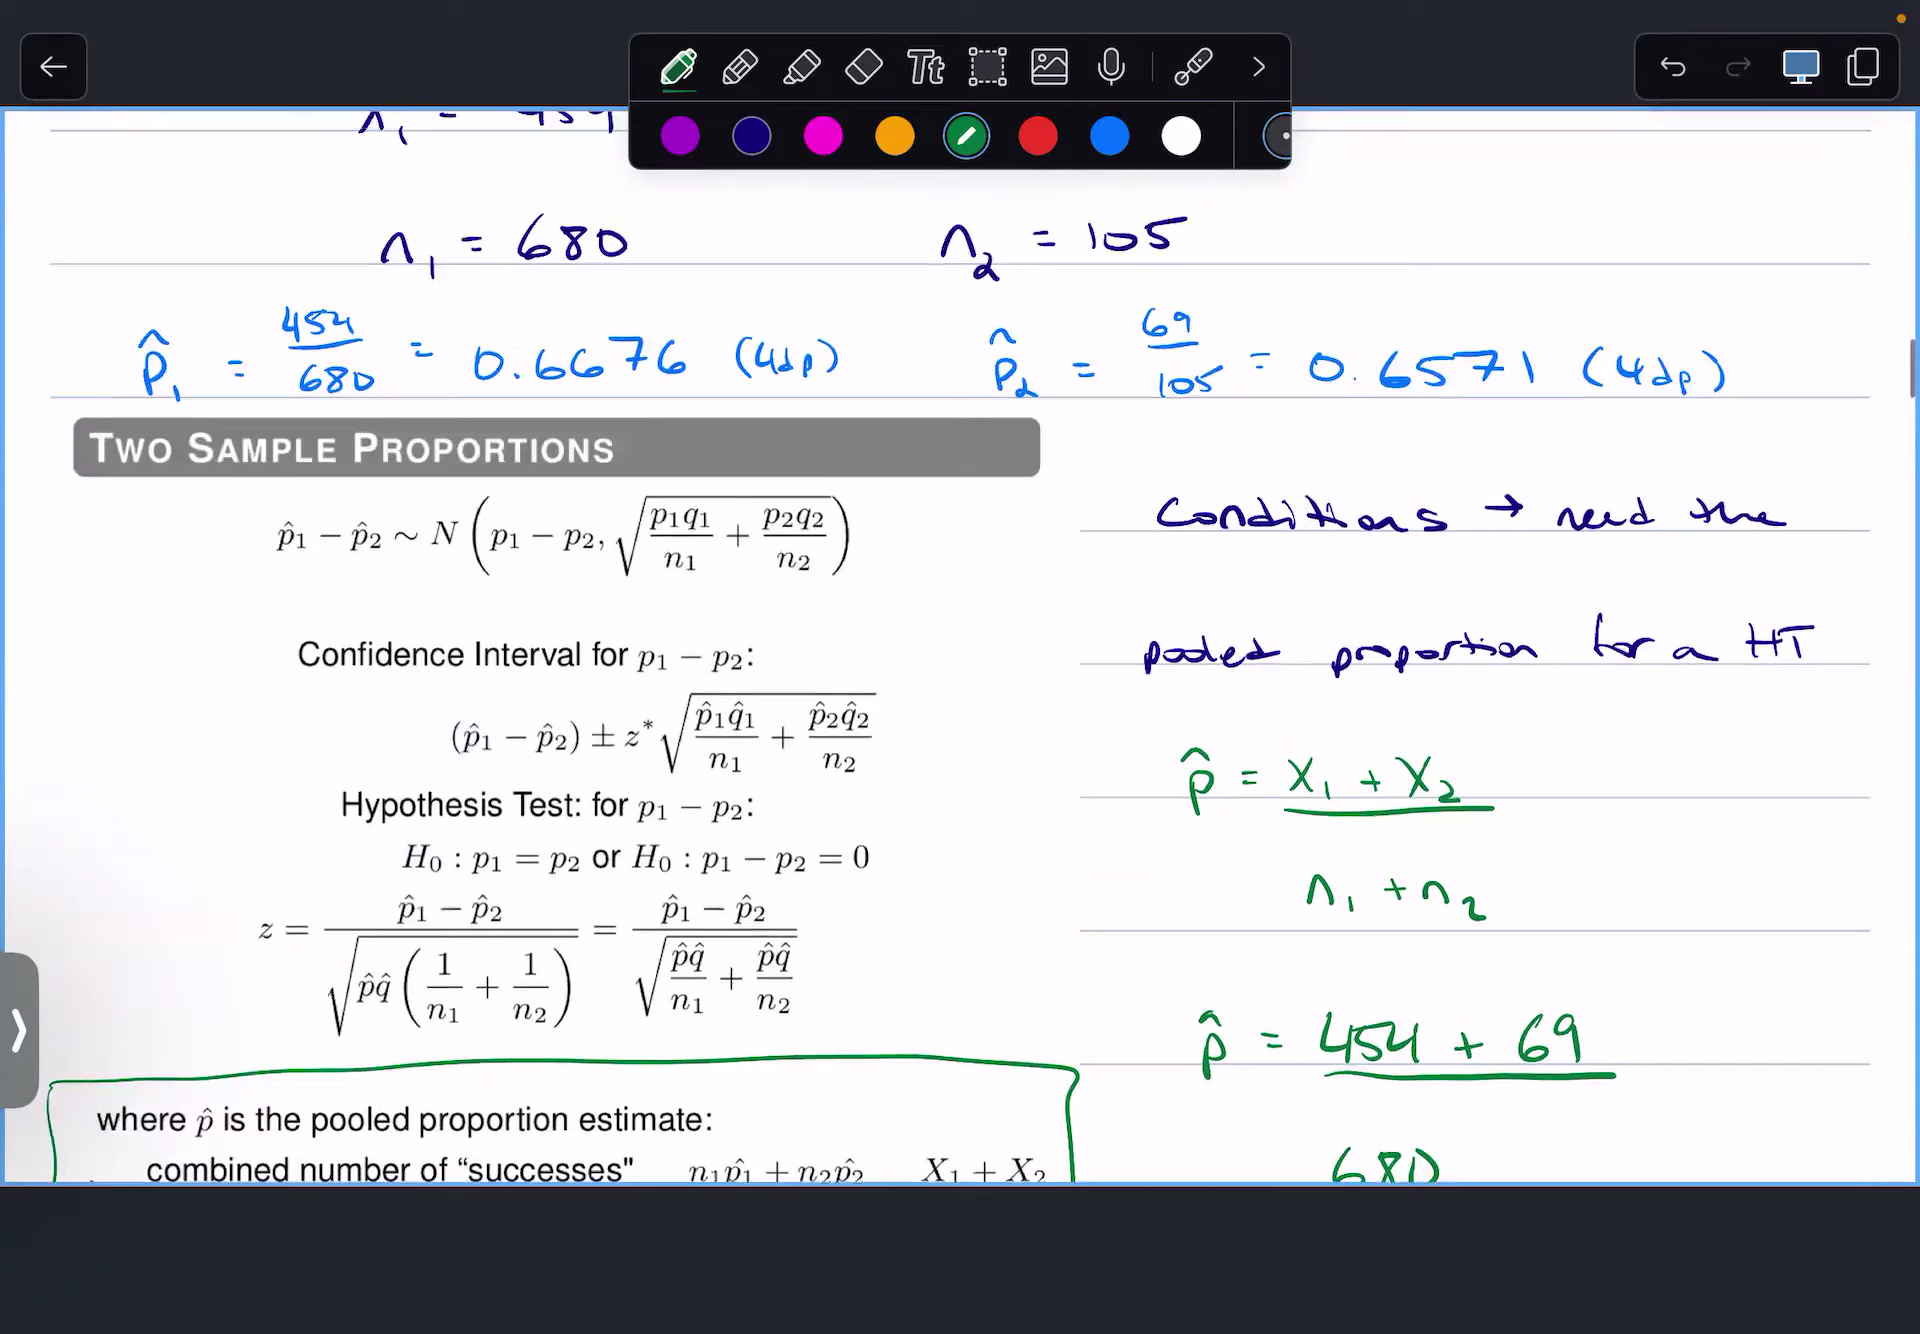 Tt
n₁ = 680
n₂ = 105
p̂₁ = 454/680 = 0.6676 (4dp)
p̂₂ = 69/105 = 0.6571 (4dp)
TWO SAMPLE PROPORTIONS
p̂₁ − p̂₂ ∼ N (p₁ − p₂, √(p₁q₁/n₁ + p₂q₂/n₂))
Confidence Interval for p₁ − p₂:
(p̂₁ − p̂₂) ± z* √(p̂₁q̂₁/n₁ + p̂₂q̂₂/n₂)
Hypothesis Test: for p₁ − p₂:
H₀ : p₁ = p₂ or H₀ : p₁ − p₂ = 0
z = (p̂₁ − p̂₂)/√(p̂q̂ (1/n₁ + 1/n₂)) = (p̂₁ − p̂₂)/√(p̂q̂/n₁ + p̂q̂/n₂)
where p̂ is the pooled proportion estimate:
combined number of “successes" n₁p̂₁ + n₂p̂₂ X₁ + X₂
Conditions → need the
pooled proportion for a HT
p̂ = X₁ + X₂
n₁ + n₂
p̂ = 454 + 69
680